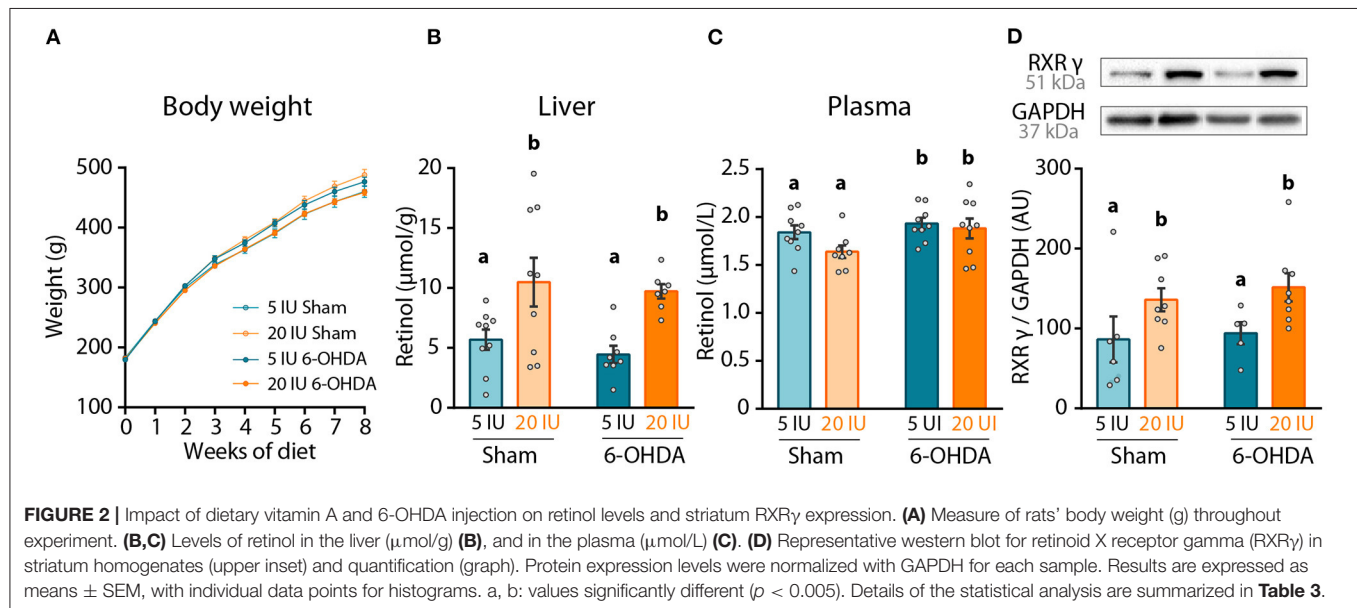 A
Body weight
Weight (g)
500
400
300
200
100
0 1 2 3 4 5 6 7 8
Weeks of diet
5 IU Sham
20 IU Sham
5 IU 6-OHDA
20 IU 6-OHDA
B
Liver
Retinol (μmol/g)
20
15
10
5
0
a
b
a
b
5 IU 20 IU 5 IU 20 IU
Sham 6-OHDA
C
Plasma
Retinol (μmol/L)
2.5
2.0
1.5
1.0
0.5
0
a
a
b
b
5 IU 20 IU 5 UI 20 UI
Sham 6-OHDA
D
RXR γ
51 kDa
GAPDH
37 kDa
RXR γ / GAPDH (AU)
300
200
100
0
a
b
a
b
5 IU 20 IU 5 IU 20 IU
Sham 6-OHDA
FIGURE 2 | Impact of dietary vitamin A and 6-OHDA injection on retinol levels and striatum RXRγ expression. (A) Measure of rats' body weight (g) throughout
experiment. (B,C) Levels of retinol in the liver (μmol/g) (B), and in the plasma (μmol/L) (C). (D) Representative western blot for retinoid X receptor gamma (RXRγ) in
striatum homogenates (upper inset) and quantification (graph). Protein expression levels were normalized with GAPDH for each sample. Results are expressed as
means ± SEM, with individual data points for histograms. a, b: values significantly different (p < 0.005). Details of the statistical analysis are summarized in Table 3.